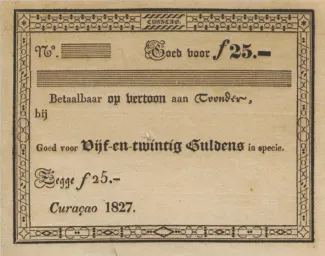 CURAÇAO.
N°. Goed voor ƒ 25.—
Betaalbaar op vertoon aan Toonder,
bij
Goed voor Vijf-en-twintig Guldens in specie.
Zegge ƒ 25.—
Curaçao 1827.